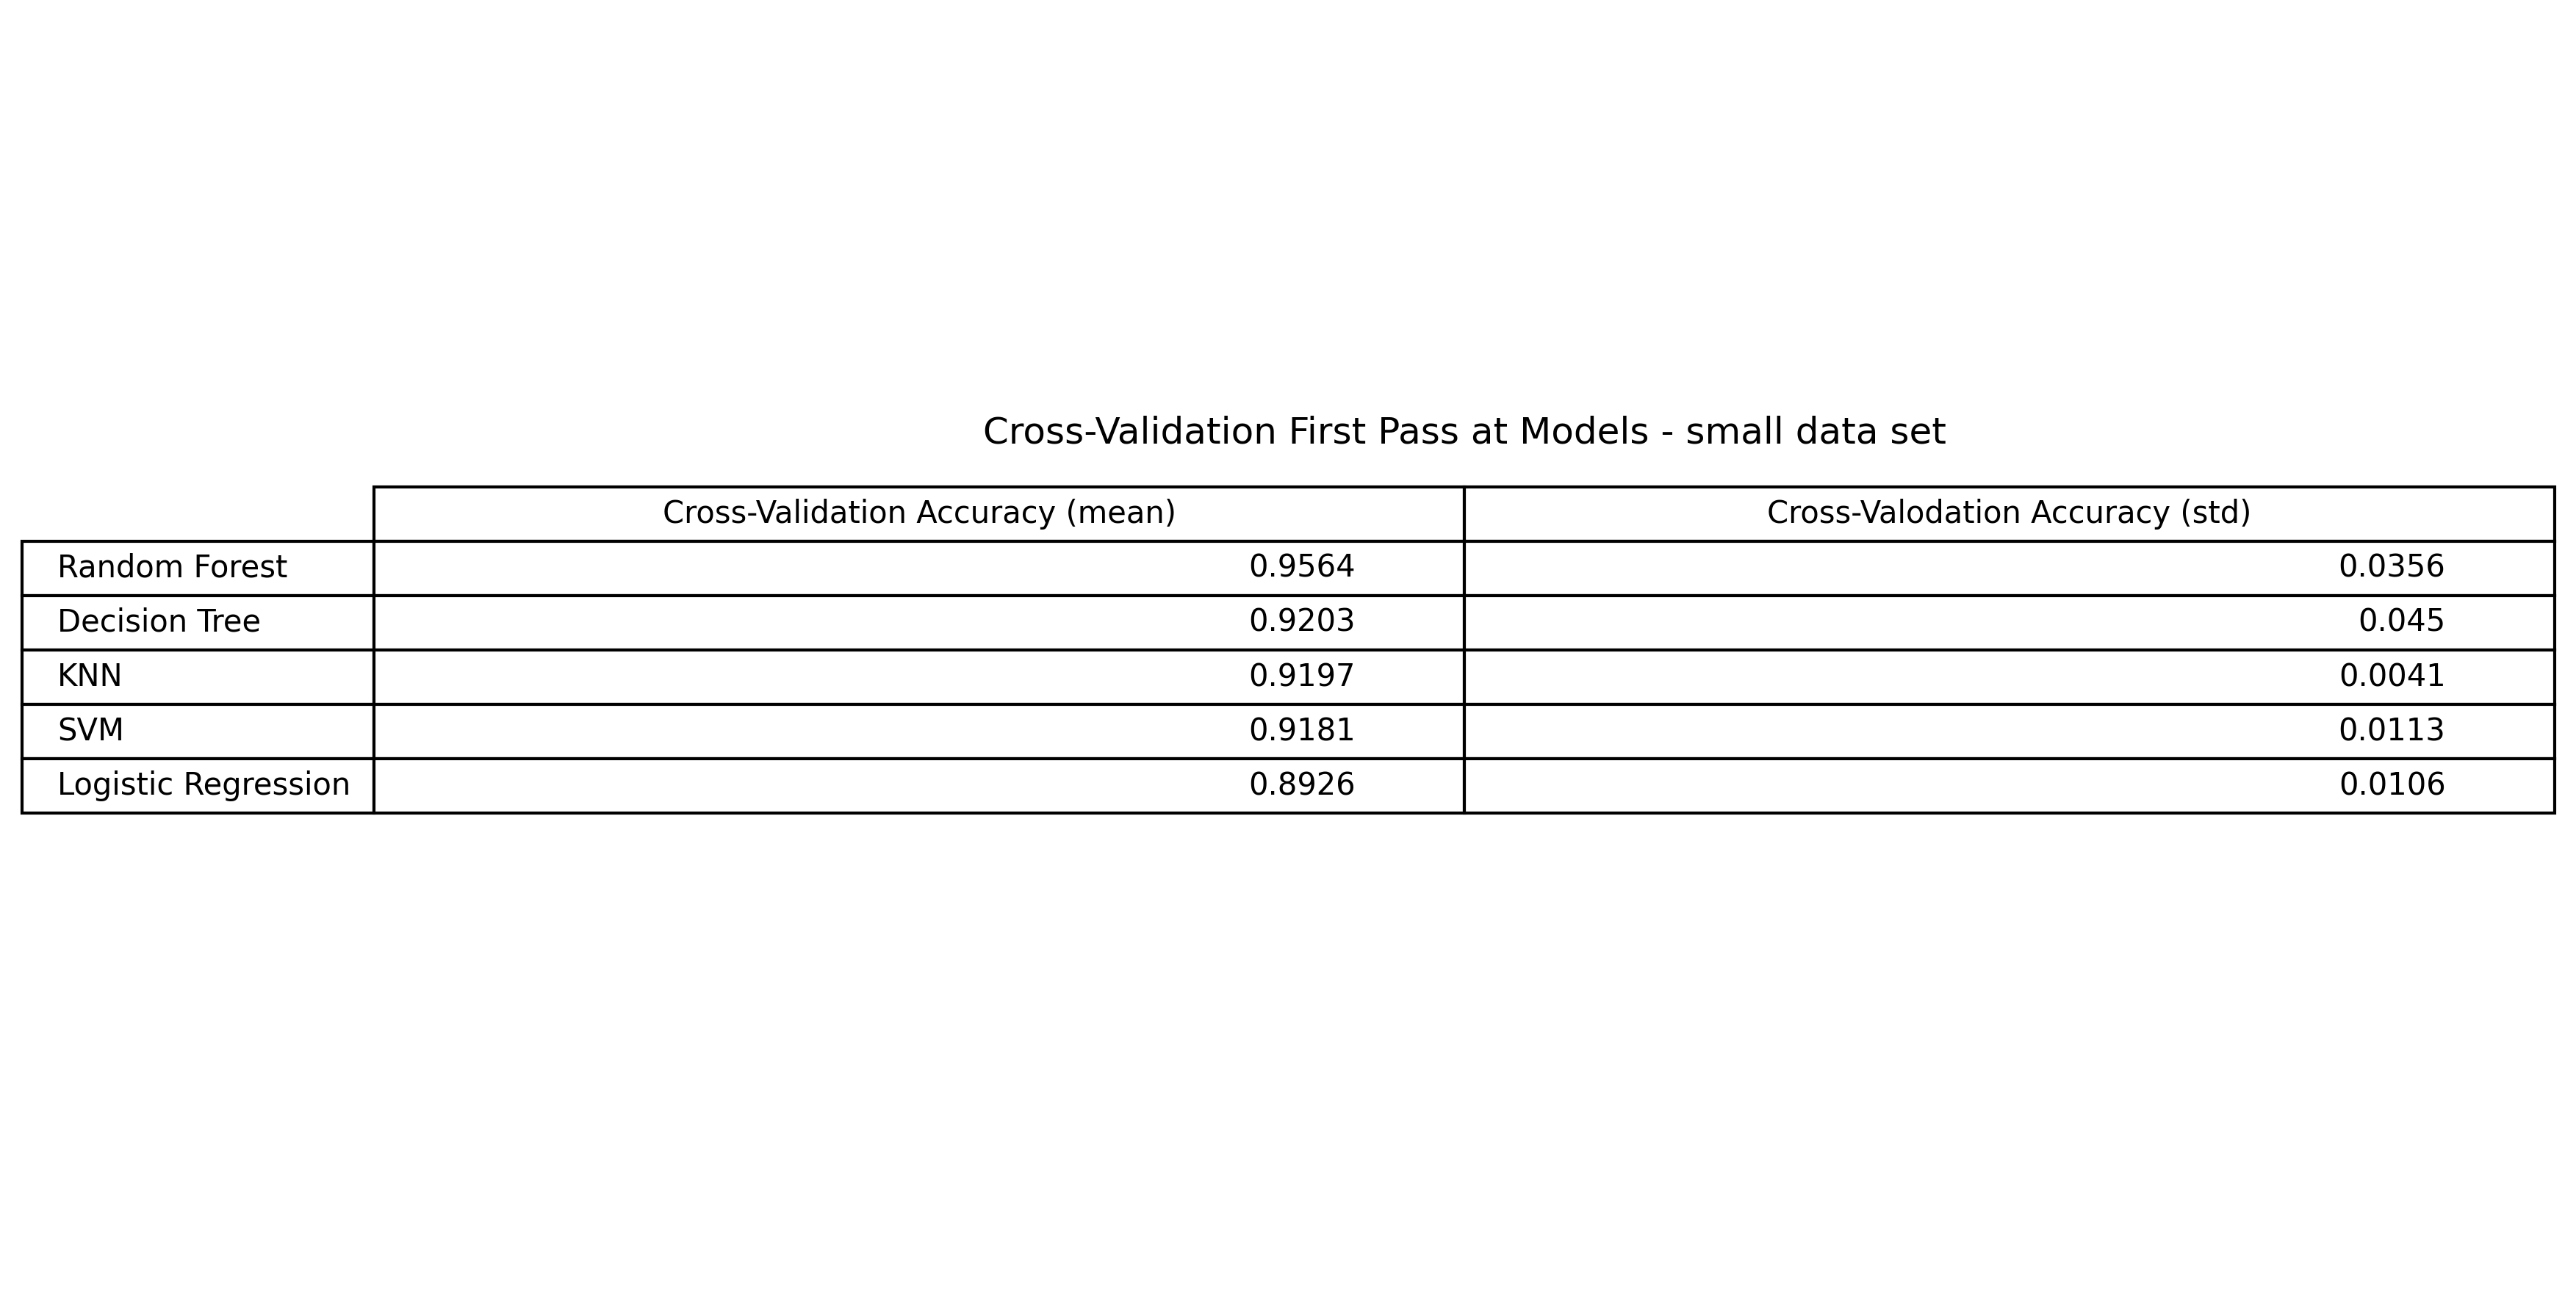 Cross-Validation First Pass at Models - small data set
Cross-Validation Accuracy (mean) Cross-Valodation Accuracy (std)
Random Forest 0.9564 0.0356
Decision Tree 0.9203 0.045
KNN 0.9197 0.0041
SVM 0.9181 0.0113
Logistic Regression 0.8926 0.0106